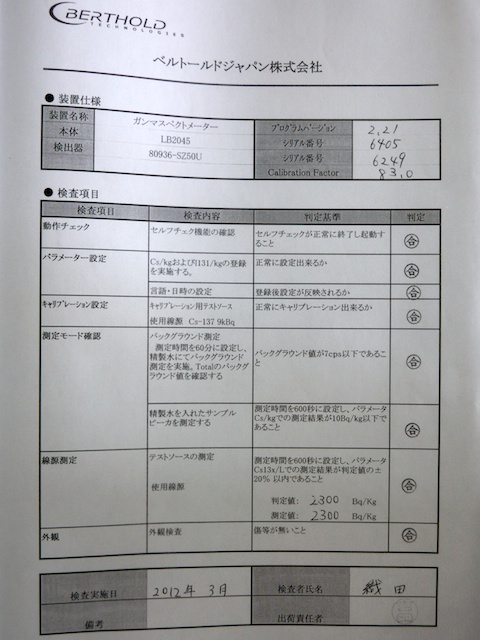 BERTHOLD
TECHNOLOGIES
ベルトールドジャパン株式会社
● 装置仕様
装置名称 ガンマスペクトメーター プログラムバージョン 2,21
本体 LB2045 シリアル番号 6405
検出器 80936-SZ50U シリアル番号 6249
Calibration Factor 83,0
● 検査項目
検査項目 検査内容 判定基準 判定
動作チェック セルフチェク機能の確認 セルフチェックが正常に終了し起動す
ること 合
パラメーター設定 Cs/kgおよびI131/kgの登録
を実施する。 正常に設定出来るか 合
言語・日時の設定 登録後設定が反映されるか 合
キャリブレーション設定 キャリブレーション用テストソース
使用線源 Cs-137 9kBq 正常にキャリブレーション出来るか 合
測定モード確認 バックグラウンド測定
測定時間を60分に設定し、
精製水にてバックグラウンド
測定を実施。Totalのバックグ
ラウンド値を確認する
バックグラウンド値が7cps以下であるこ
と 合
精製水を入れたサンプル
ビーカを測定する
測定時間を600秒に設定し、パラメータ
Cs/kgでの測定結果が10Bq/kg以下で
あること 合
線源測定 テストソースの測定
使用線源
測定時間を600秒に設定し、パラメータ
Cs13x/Lでの測定結果が判定値の±
20% 以内であること
判定値: 2300 Bq/Kg
測定値: 2300 Bq/Kg 合
外観 外観検査 傷等が無いこと 合
検査実施日 2012年 3月 検査者氏名 織田
備考 出荷責任者